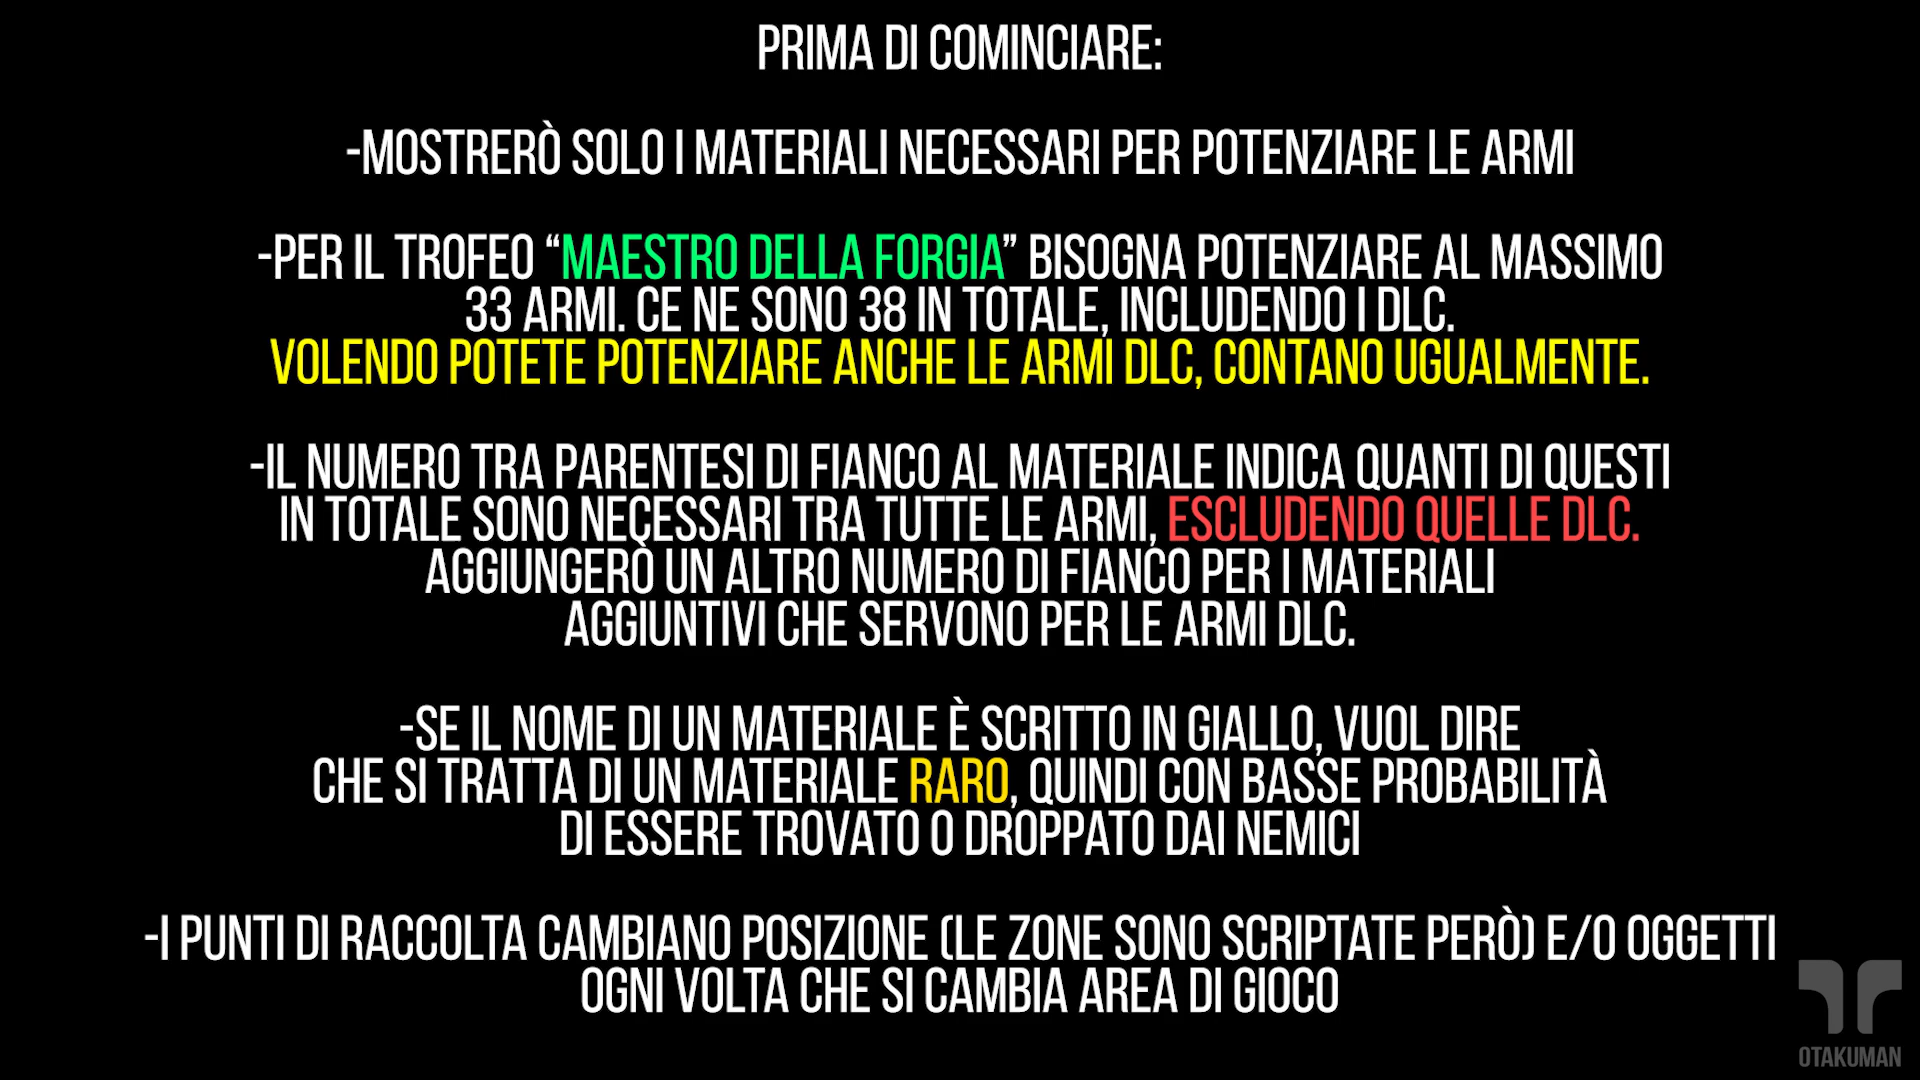 PRIMA DI COMINCIARE:
-MOSTRERÒ SOLO I MATERIALI NECESSARI PER POTENZIARE LE ARMI
-PER IL TROFEO “MAESTRO DELLA FORGIA” BISOGNA POTENZIARE AL MASSIMO
33 ARMI. CE NE SONO 38 IN TOTALE, INCLUDENDO I DLC.
VOLENDO POTETE POTENZIARE ANCHE LE ARMI DLC, CONTANO UGUALMENTE.
-IL NUMERO TRA PARENTESI DI FIANCO AL MATERIALE INDICA QUANTI DI QUESTI
IN TOTALE SONO NECESSARI TRA TUTTE LE ARMI, ESCLUDENDO QUELLE DLC.
AGGIUNGERÒ UN ALTRO NUMERO DI FIANCO PER I MATERIALI
AGGIUNTIVI CHE SERVONO PER LE ARMI DLC.
-SE IL NOME DI UN MATERIALE È SCRITTO IN GIALLO, VUOL DIRE
CHE SI TRATTA DI UN MATERIALE RARO, QUINDI CON BASSE PROBABILITÀ
DI ESSERE TROVATO O DROPPATO DAI NEMICI
-I PUNTI DI RACCOLTA CAMBIANO POSIZIONE (LE ZONE SONO SCRIPTATE PERÒ) E/O OGGETTI
OGNI VOLTA CHE SI CAMBIA AREA DI GIOCO
OTAKUMAN